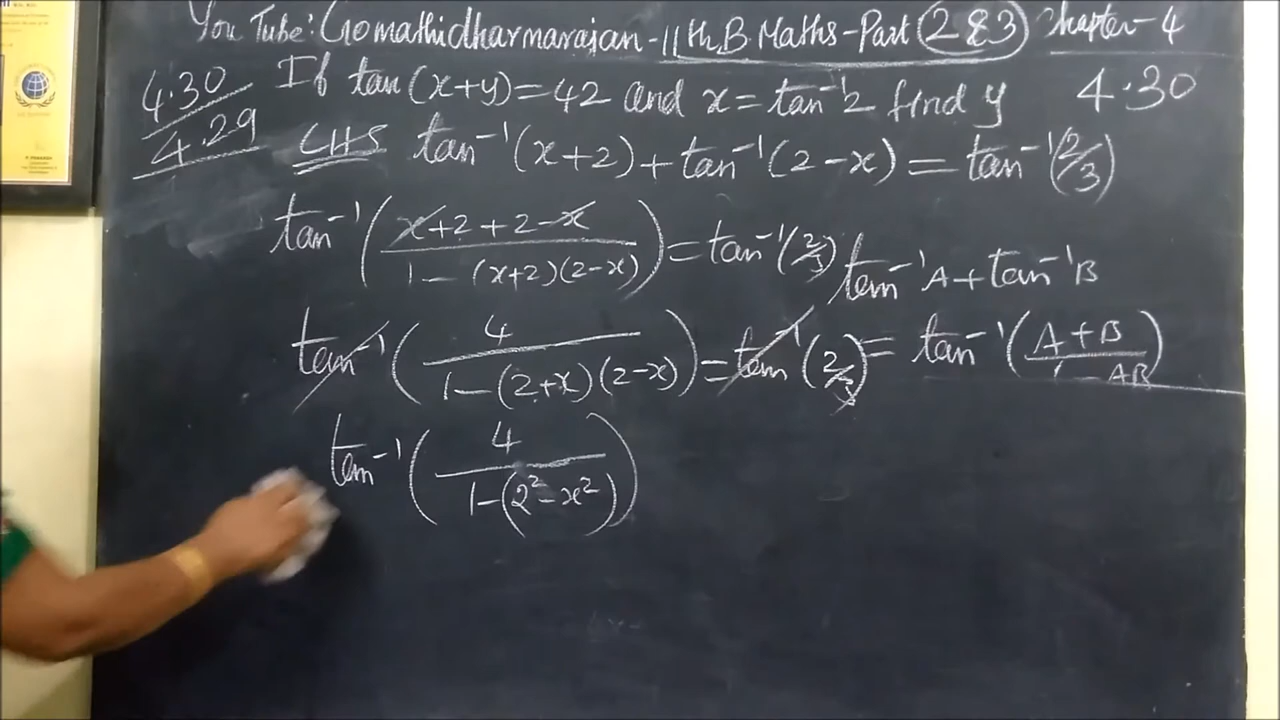 You Tube: Gomathidharmarajan - 11th, B. Maths - Part 2&3 Chapter - 4
4.30 If tan(x+y)=42 and x=tan⁻¹2 find y 4.30
4.29 LHS tan⁻¹(x+2)+tan⁻¹(2-x)=tan⁻¹(2/3)
tan⁻¹((x+2+2-x)/(1-(x+2)(2-x)))=tan⁻¹(2/3)
tan⁻¹A+tan⁻¹B
tan⁻¹(4/(1-(2+x)(2-x)))=tan⁻¹(2/3)
=tan⁻¹((A+B)/(1-AB))
tan⁻¹(4/(1-(2²-x²)))